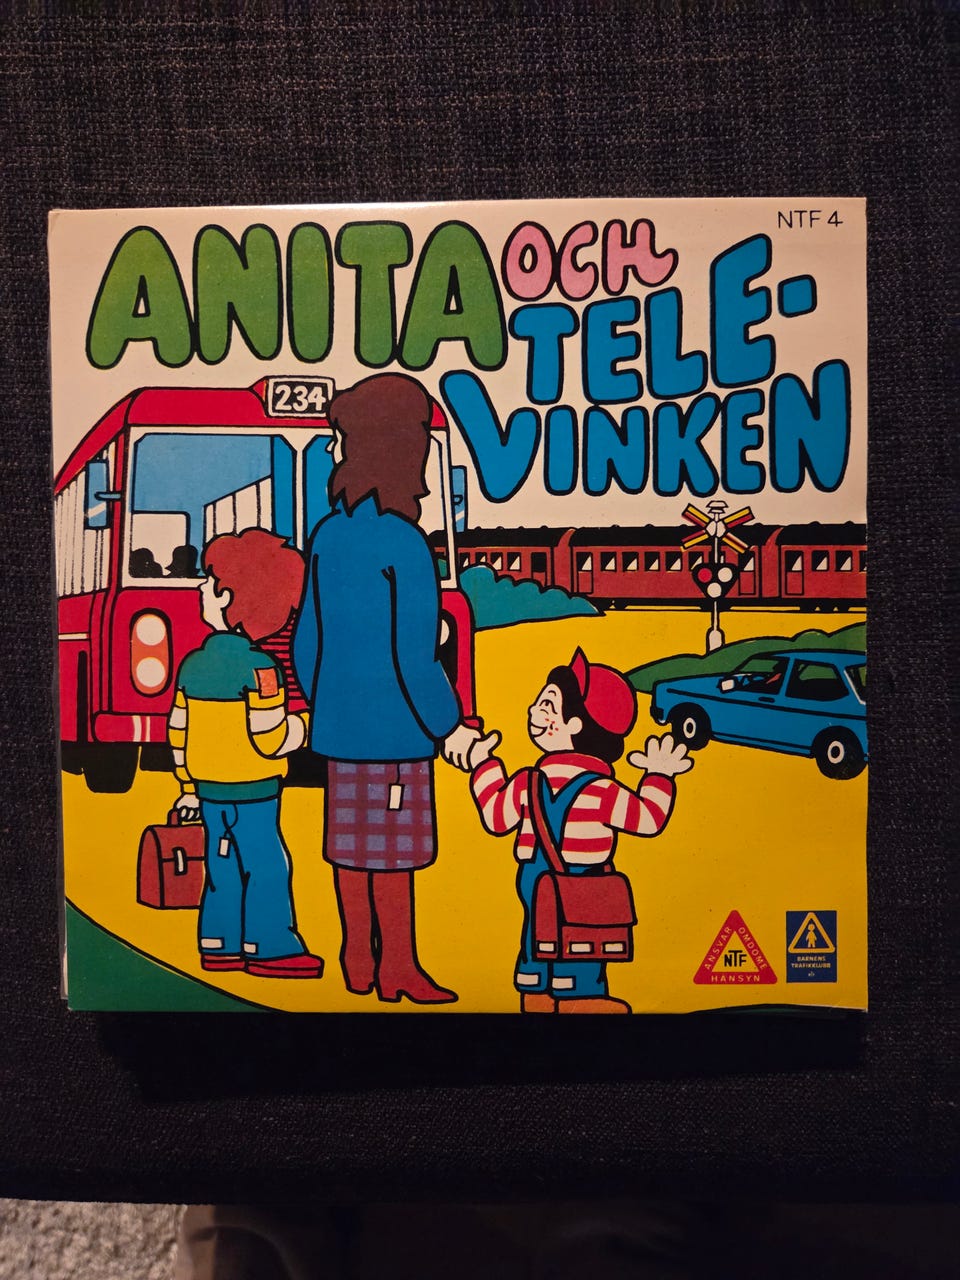 NTF 4
ANITA OCH
TELE-
VINKEN
234
ANSVAR OMDÖME
NTF
HÄNSYN
BARNENS
TRAFIKKLUBB